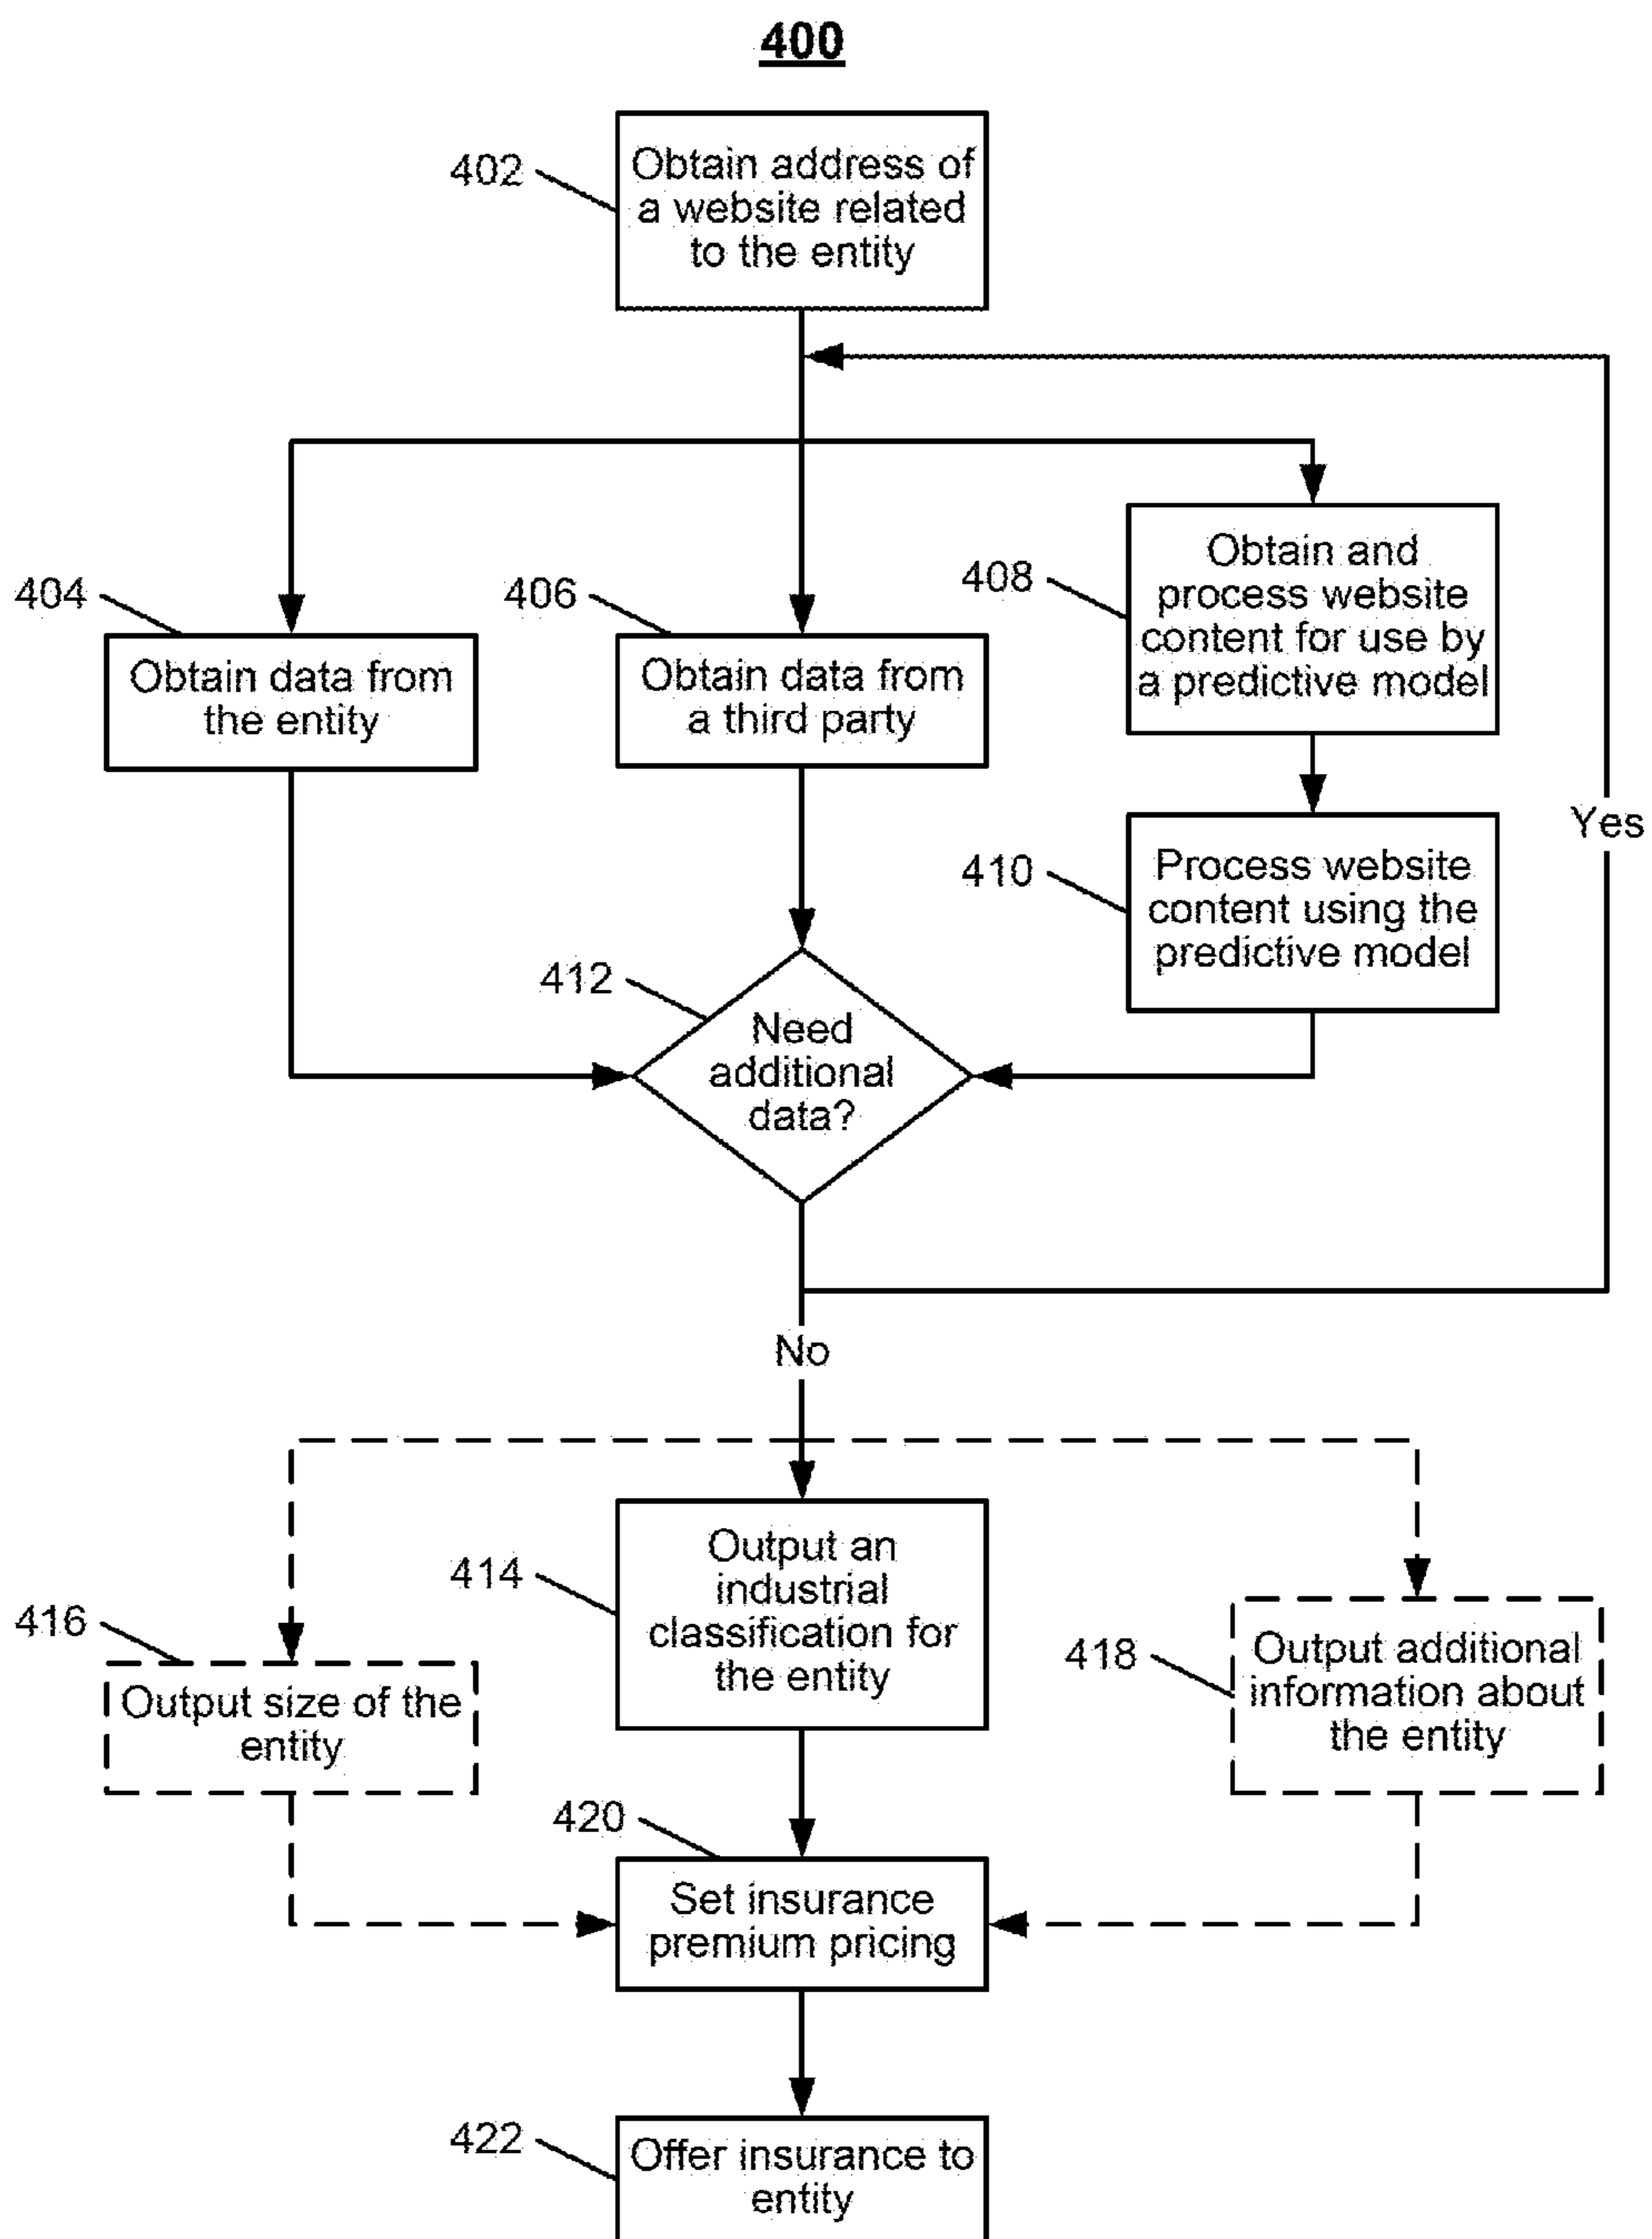 400
402
Obtain address of
a website related
to the entity
404
Obtain data from
the entity
406
Obtain data from
a third party
408
Obtain and
process website
content for use by
a predictive model
410
Process website
content using the
predictive model
Yes
412
Need
additional
data?
No
414
Output an
industrial
classification for
the entity
416
Output size of the
entity
418
Output additional
information about
the entity
420
Set insurance
premium pricing
422
Offer insurance to
entity